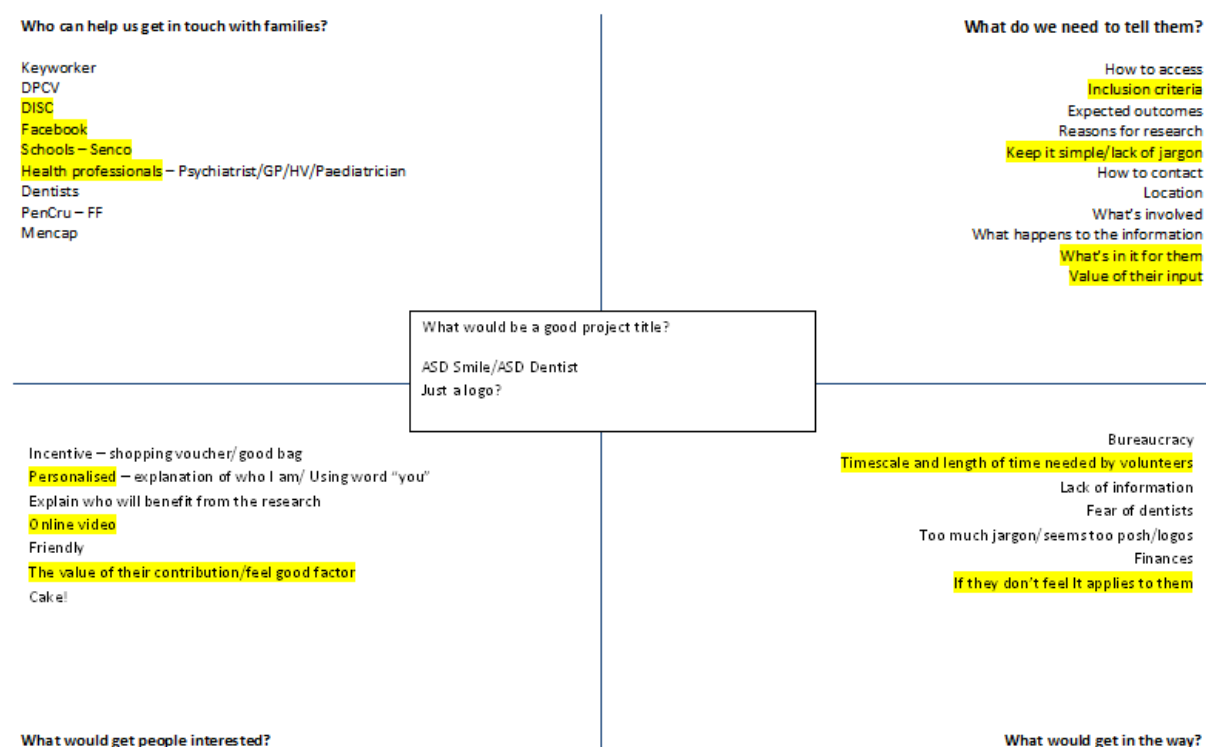 Who can help us get in touch with families?
Keyworker
DPCV
DISC
Facebook
Schools – Senco
Health professionals – Psychiatrist/GP/HV/Paediatrician
Dentists
PenCru – FF
Mencap
What do we need to tell them?
How to access
Inclusion criteria
Expected outcomes
Reasons for research
Keep it simple/lack of jargon
How to contact
Location
What's involved
What happens to the information
What's in it for them
Value of their input
What would be a good project title?
ASD Smile/ASD Dentist
Just a logo?
Incentive – shopping voucher/good bag
Personalised – explanation of who I am/ Using word "you"
Explain who will benefit from the research
Online video
Friendly
The value of their contribution/feel good factor
Cake!
What would get people interested?
Bureaucracy
Timescale and length of time needed by volunteers
Lack of information
Fear of dentists
Too much jargon/seems too posh/logos
Finances
If they don't feel It applies to them
What would get in the way?